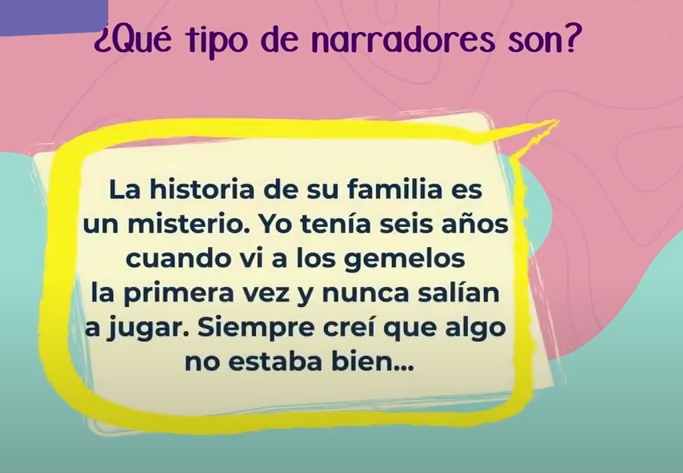 ¿Qué tipo de narradores son?
La historia de su familia es
un misterio. Yo tenía seis años
cuando vi a los gemelos
la primera vez y nunca salían
a jugar. Siempre creí que algo
no estaba bien...